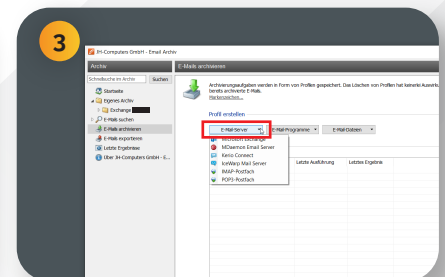 3
JH-Computers GmbH - Email Archiv
Archiv
E-Mails archivieren
Schnellsuche im Archiv
Suchen
Startseite
Eigenes Archiv
Exchange
E-Mails suchen
E-Mails archivieren
E-Mails exportieren
Letzte Ergebnisse
Über JH-Computers GmbH - E...
Archivierungsaufgaben werden in Form von Profilen gespeichert. Das Löschen von Profilen hat keinerlei Auswirk
bereits archivierte E-Mails.
Profil erstellen
E-Mail-Server
E-Mail-Programme
E-Mail-Dateien
Microsoft Exchange
MDaemon Email Server
Kerio Connect
IceWarp Mail Server
IMAP-Postfach
POP3-Postfach
Letzte Ausführung
Letztes Ergebnis